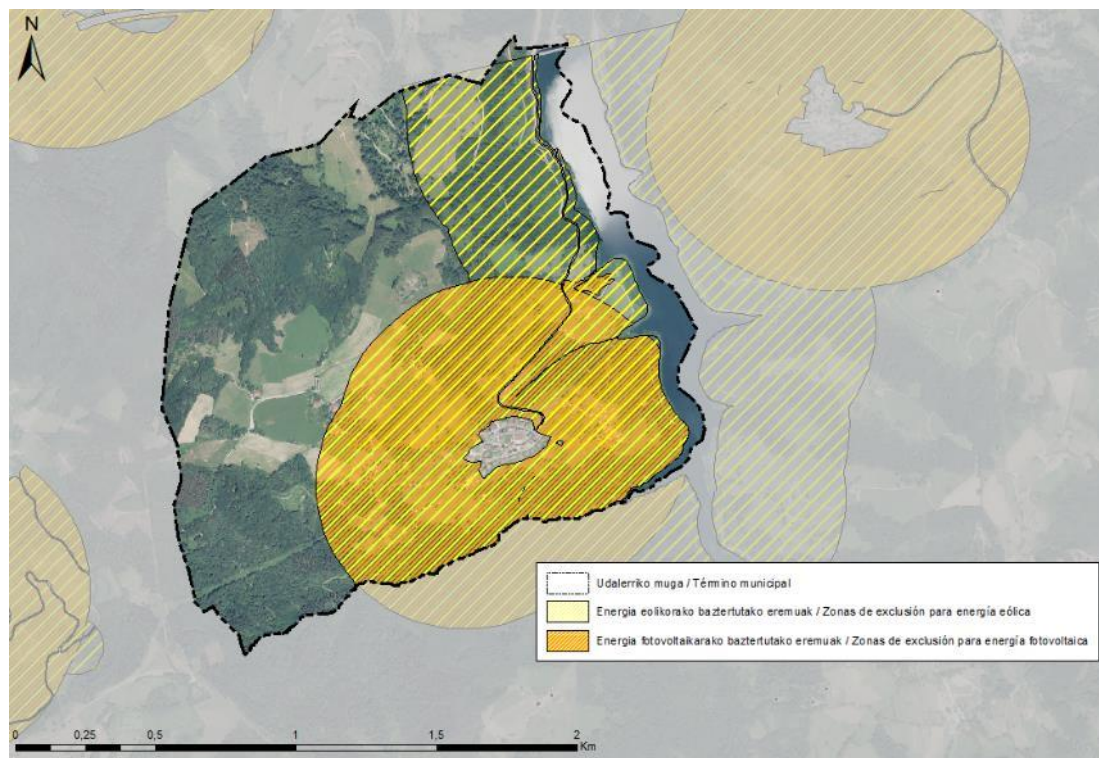 N
Udalerriko muga / Término municipal
Energia eolikorako baztertutako eremuak / Zonas de exclusión para energía eólica
Energia fotovoltaikarako baztertutako eremuak / Zonas de exclusión para energía fotovoltaica
0 0,25 0,5 1 1,5 2
Km